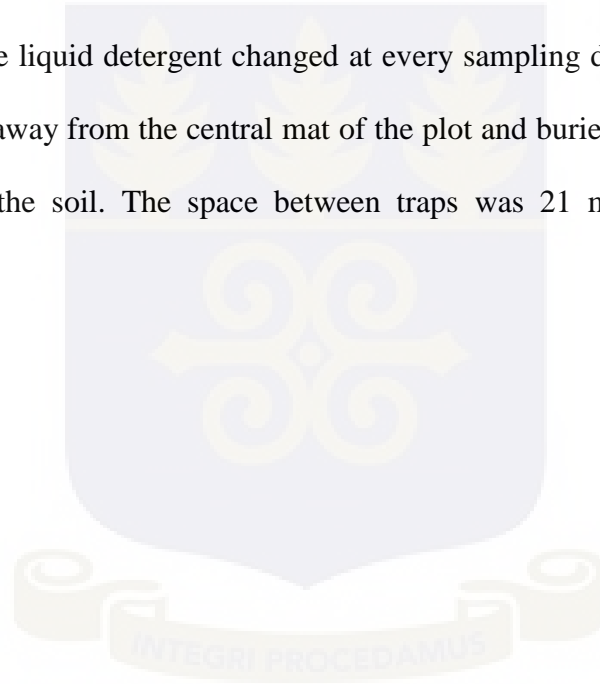 liquid detergent changed at every sampling
away from the central mat of the plot and
the soil. The space between traps was 21
INTEGRI PROCEDAMUS